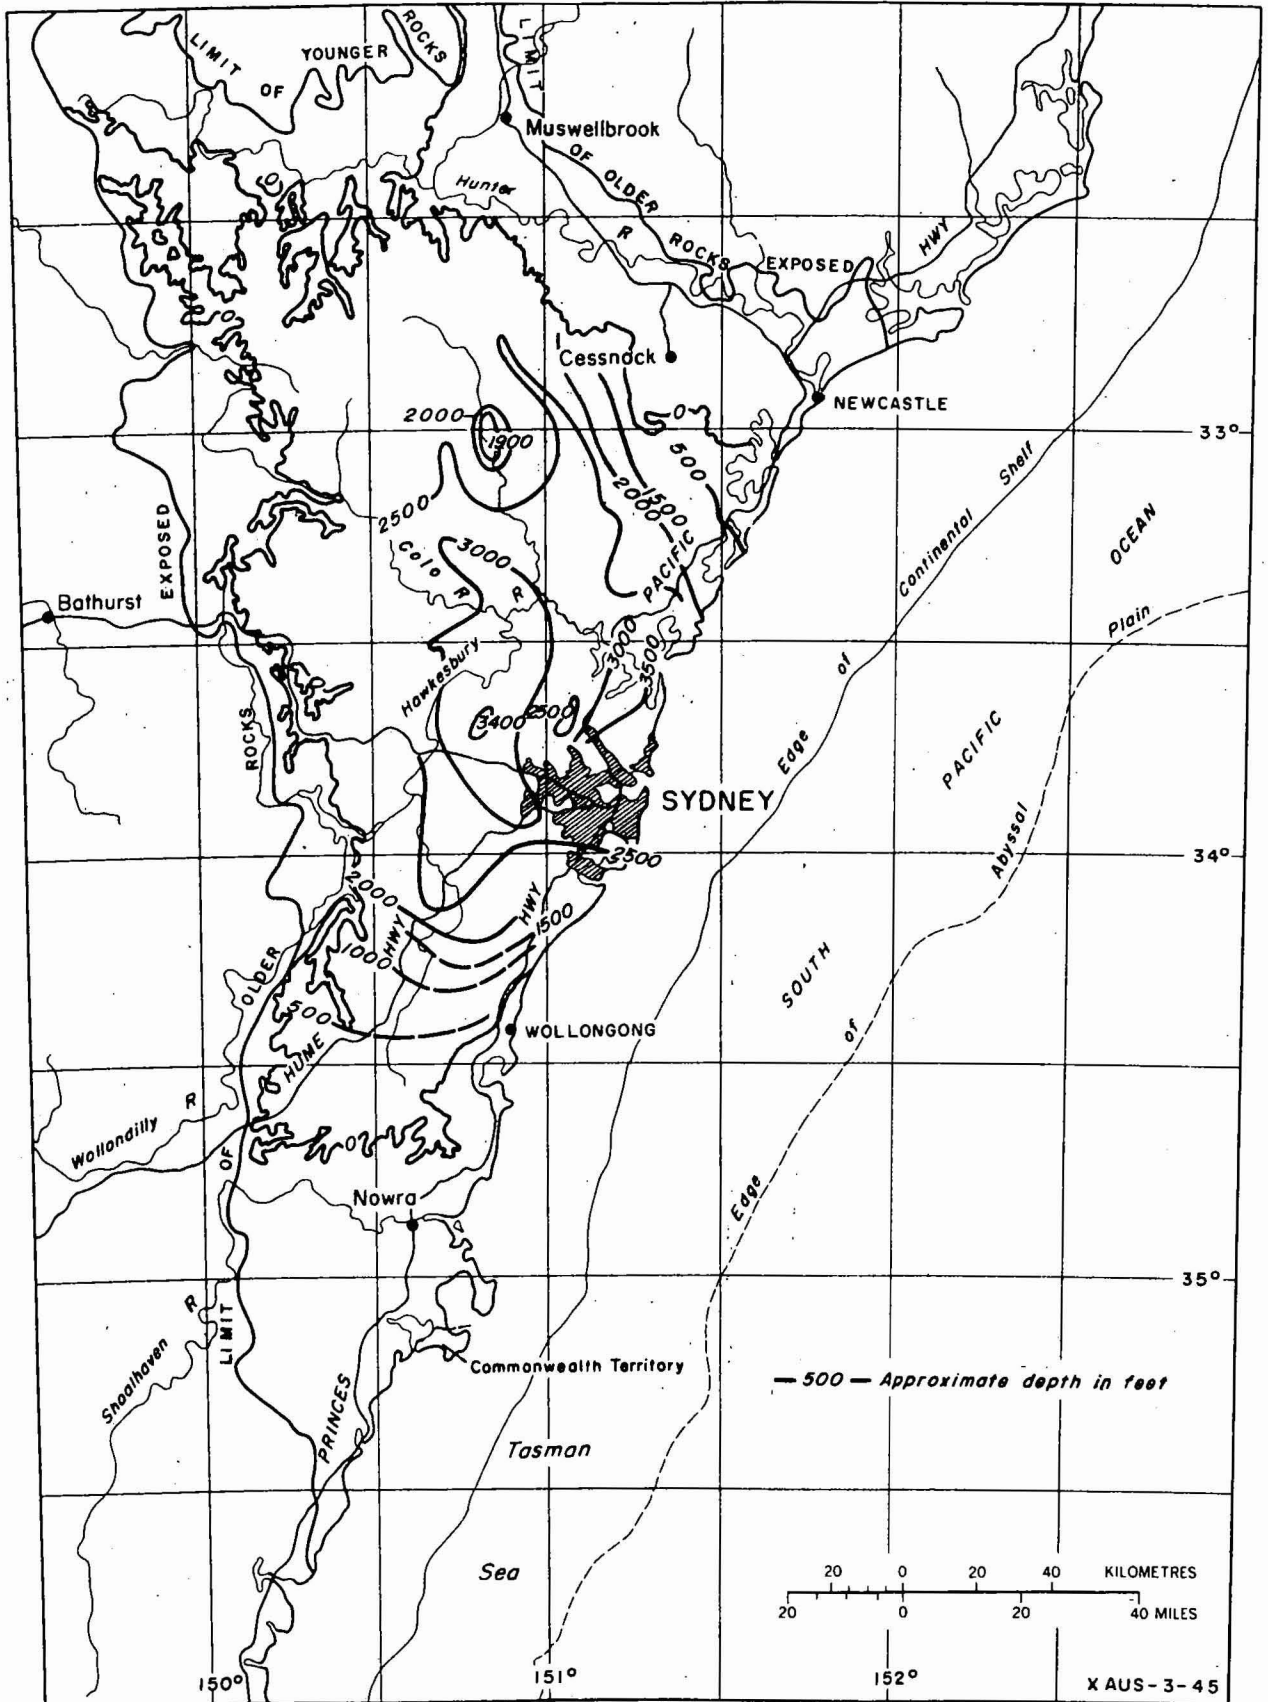 LIMIT OF YOUNGER ROCKS
LIMIT OF OLDER ROCKS EXPOSED
Muswellbrook
Hunter R
HWY
Cessnock
NEWCASTLE
0
2000
1900
33°
500
1500
2000
2500
PACIFIC
Colo R
3000
R
Hawkesbury
3000
3500
3400
2500
Bathurst
EXPOSED
ROCKS
OLDER
OF
LIMIT
SYDNEY
2500
34°
2000
HWY
HWY
1500
1000
500
HUME
WOLLONGONG
Wollondilly R
0
Nowra
35°
Shoalhaven R
PRINCES
Commonwealth Territory
Edge of Continental Shelf
SOUTH PACIFIC OCEAN
Edge of Abyssal Plain
Tasman
Sea
— 500 — Approximate depth in feet
20 0 20 40 KILOMETRES
20 0 20 40 MILES
150° 151° 152°
X AUS-3-45